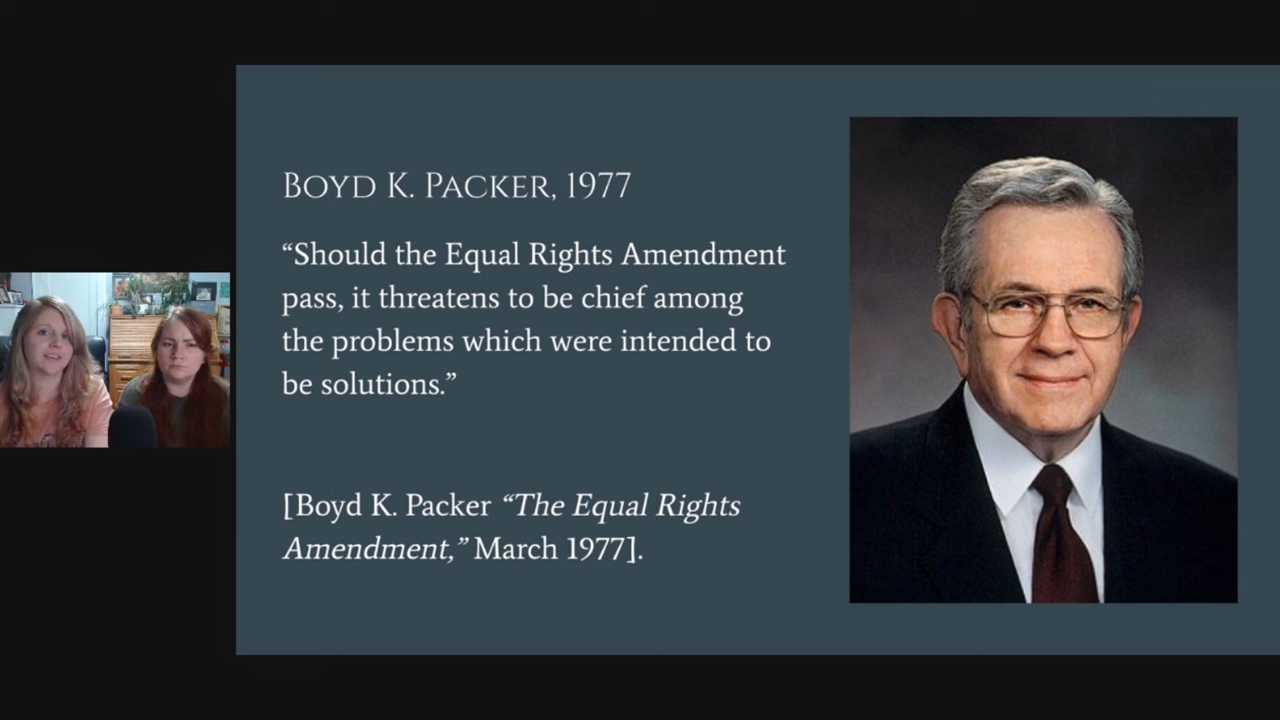 Boyd K. Packer, 1977
“Should the Equal Rights Amendment
pass, it threatens to be chief among
the problems which were intended to
be solutions.”
[Boyd K. Packer “The Equal Rights
Amendment,” March 1977].